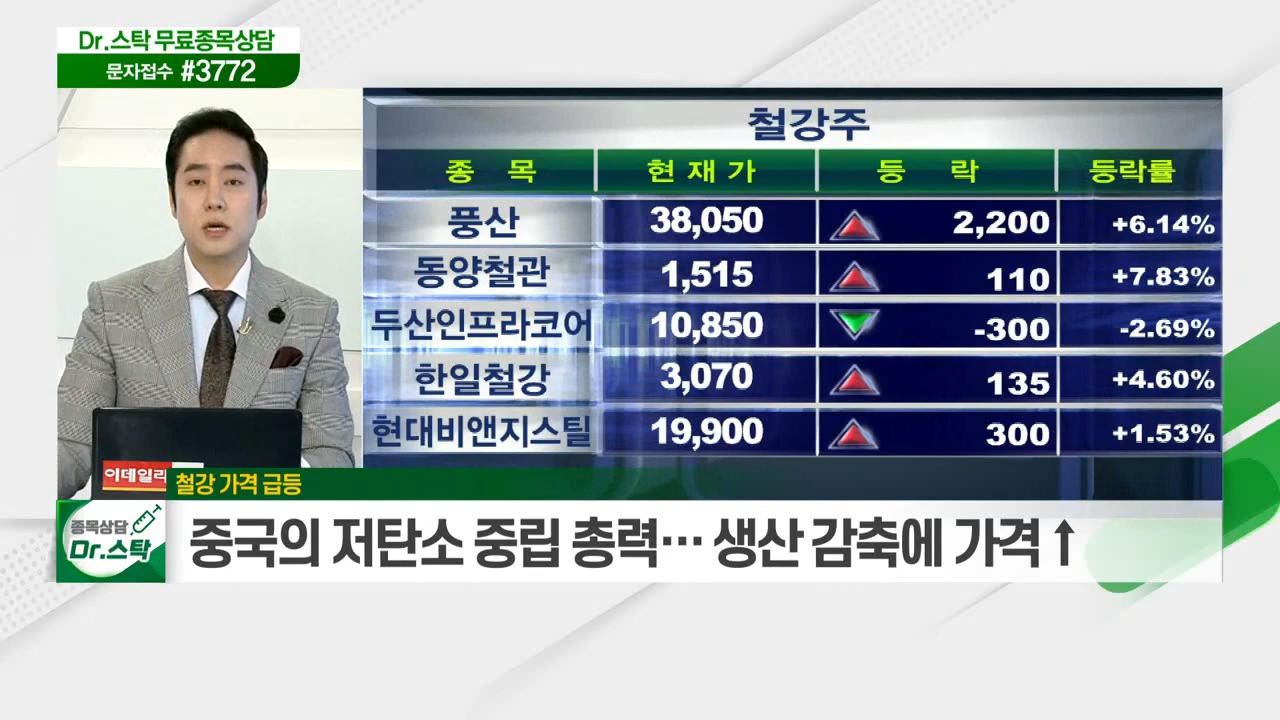 Dr.스탁 무료종목상담
문자접수 #3772
철강주
종 목 현 재 가 등 락 등락률
풍산 38,050 ▲ 2,200 +6.14%
동양철관 1,515 ▲ 110 +7.83%
두산인프라코어 10,850 ▼ -300 -2.69%
한일철강 3,070 ▲ 135 +4.60%
현대비앤지스틸 19,900 ▲ 300 +1.53%
이데일리
철강 가격 급등
종목상담
Dr.스탁
중국의 저탄소 중립 총력… 생산 감축에 가격↑